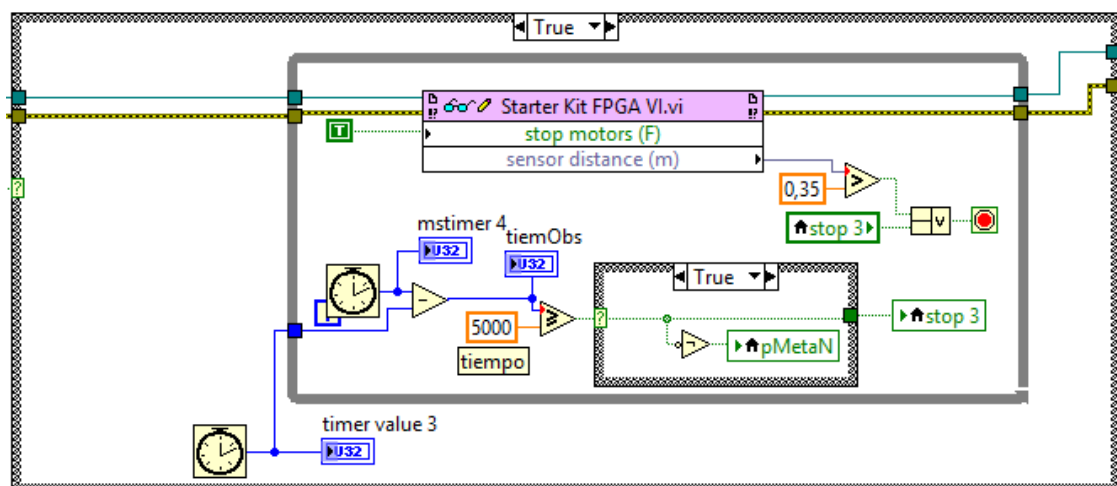 True
Starter Kit FPGA VI.vi
T
stop motors (F)
sensor distance (m)
>
0,35
stop 3
v
mstimer 4
U32
tiemObs
U32
-
5000
≥
tiempo
True
?
?
stop 3
pMetaN
timer value 3
U32